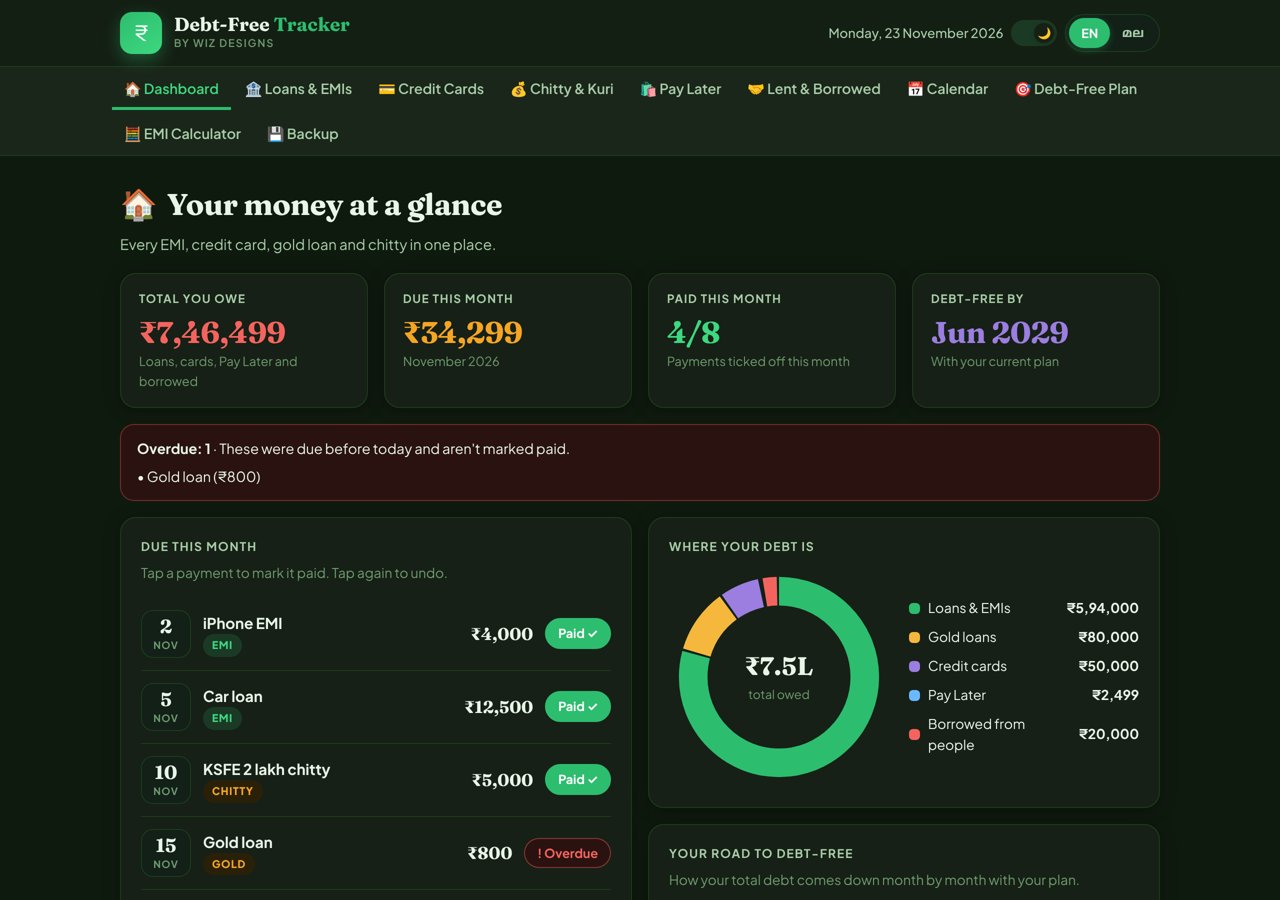 ₹
Debt-Free Tracker
BY WIZ DESIGNS
Monday, 23 November 2026
EN
മല
Dashboard
Loans & EMIs
Credit Cards
Chitty & Kuri
Pay Later
Lent & Borrowed
Calendar
Debt-Free Plan
EMI Calculator
Backup
Your money at a glance
Every EMI, credit card, gold loan and chitty in one place.
TOTAL YOU OWE
₹7,46,499
Loans, cards, Pay Later and
borrowed
DUE THIS MONTH
₹34,299
November 2026
PAID THIS MONTH
4/8
Payments ticked off this month
DEBT-FREE BY
Jun 2029
With your current plan
Overdue: 1 · These were due before today and aren't marked paid.
• Gold loan (₹800)
DUE THIS MONTH
Tap a payment to mark it paid. Tap again to undo.
2
NOV
iPhone EMI
EMI
₹4,000
Paid ✓
5
NOV
Car loan
EMI
₹12,500
Paid ✓
10
NOV
KSFE 2 lakh chitty
CHITTY
₹5,000
Paid ✓
15
NOV
Gold loan
GOLD
₹800
! Overdue
WHERE YOUR DEBT IS
₹7.5L
total owed
Loans & EMIs ₹5,94,000
Gold loans ₹80,000
Credit cards ₹50,000
Pay Later ₹2,499
Borrowed from
people
₹20,000
YOUR ROAD TO DEBT-FREE
How your total debt comes down month by month with your plan.